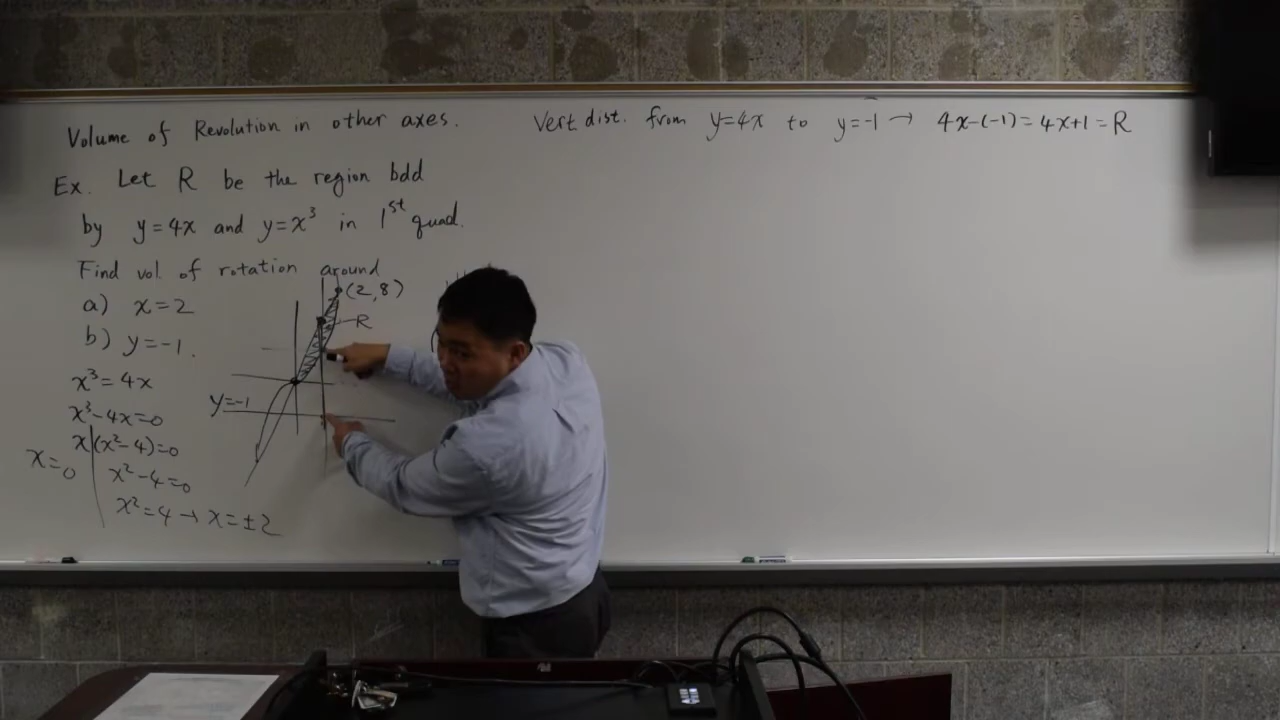 Volume of Revolution in other axes.
Ex. Let R be the region bdd
by y=4x and y=x³ in 1st quad.
Find vol. of rotation around
a) x=2
b) y=-1.
x³=4x
x³-4x=0
x(x²-4)=0
x=0
x²-4=0
x²=4→x=±2
(2,8)
R
y=-1
Vert dist. from y=4x to y=-1 → 4x-(-1)=4x+1=R